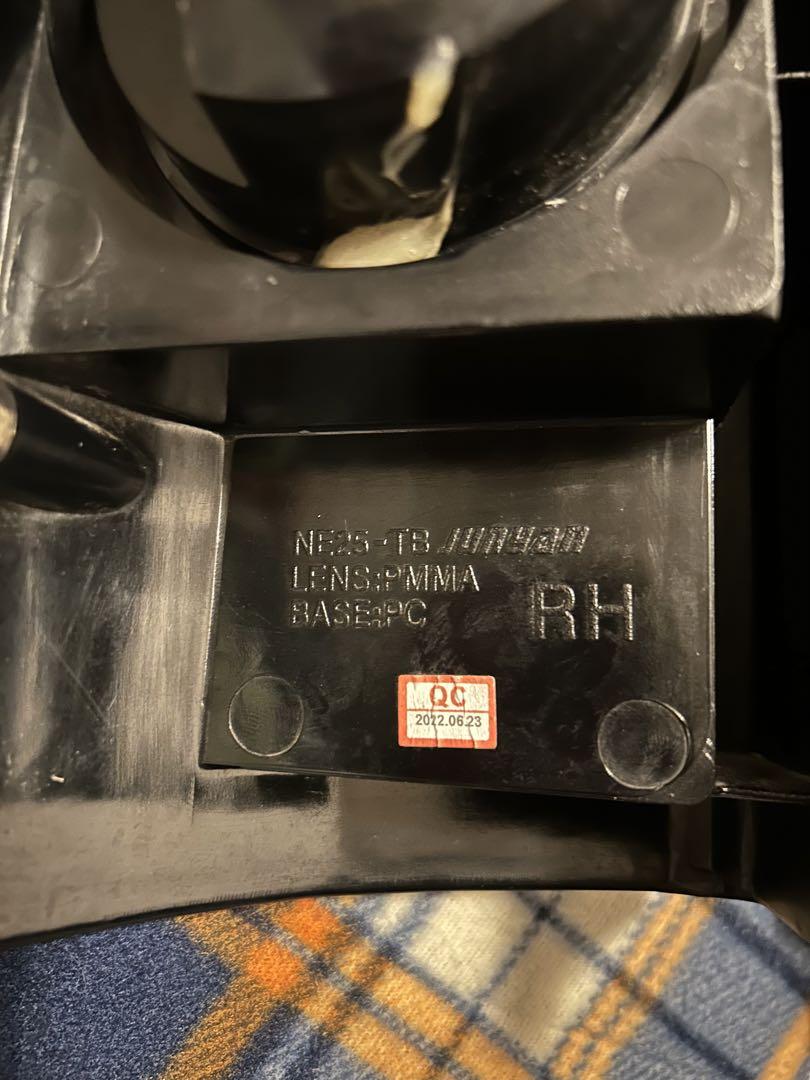 NE25-TB JUNYAN
LENS:PMMA
BASE:PC
RH
QC
2022.06.23